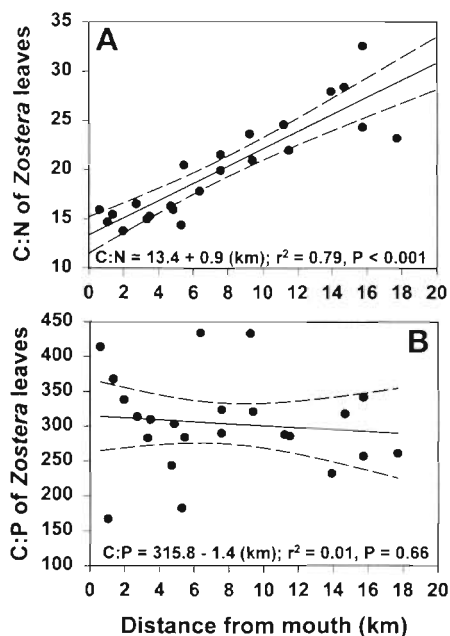 A
C:N of Zostera leaves
35
30
25
20
15
10
C:N = 13.4 + 0.9 (km); r² = 0.79, P < 0.001
0 2 4 6 8 10 12 14 16 18 20
B
C:P of Zostera leaves
450
400
350
300
250
200
150
100
C:P = 315.8 - 1.4 (km); r² = 0.01, P = 0.66
0 2 4 6 8 10 12 14 16 18 20
Distance from mouth (km)